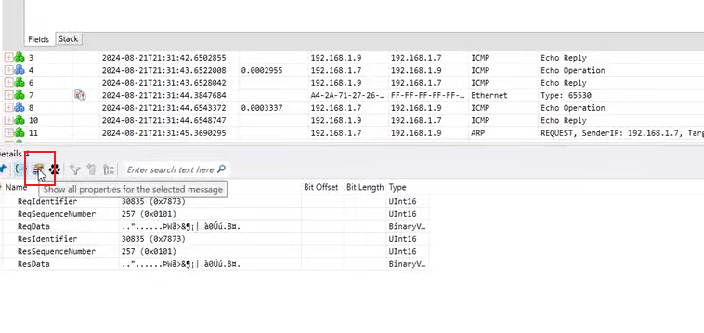 Fields Stack
3 2024-08-21T21:31:42.6502855 192.168.1.9 192.168.1.7 ICMP Echo Reply
4 2024-08-21T21:31:43.6522008 0.0002955 192.168.1.7 192.168.1.9 ICMP Echo Operation
6 2024-08-21T21:31:43.6528042 192.168.1.9 192.168.1.7 ICMP Echo Reply
7 2024-08-21T21:31:44.3847684 A4-2A-71-27-26-... FF-FF-FF-FF-FF-... Ethernet Type: 65530
8 2024-08-21T21:31:44.6543372 0.0003337 192.168.1.7 192.168.1.9 ICMP Echo Operation
10 2024-08-21T21:31:44.6548747 192.168.1.9 192.168.1.7 ICMP Echo Reply
11 2024-08-21T21:31:45.3690295 192.168.1.7 192.168.1.9 ARP REQUEST, SenderIP: 192.168.1.7, Targ
Details
Enter search text here
Show all properties for the selected message
Name Bit Offset Bit Length Type
ReqIdentifier 30835 (0x7873) UInt16
ReqSequenceNumber 257 (0x0101) UInt16
ReqData BinaryV...
ResIdentifier 30835 (0x7873) UInt16
ResSequenceNumber 257 (0x0101) UInt16
ResData BinaryV...